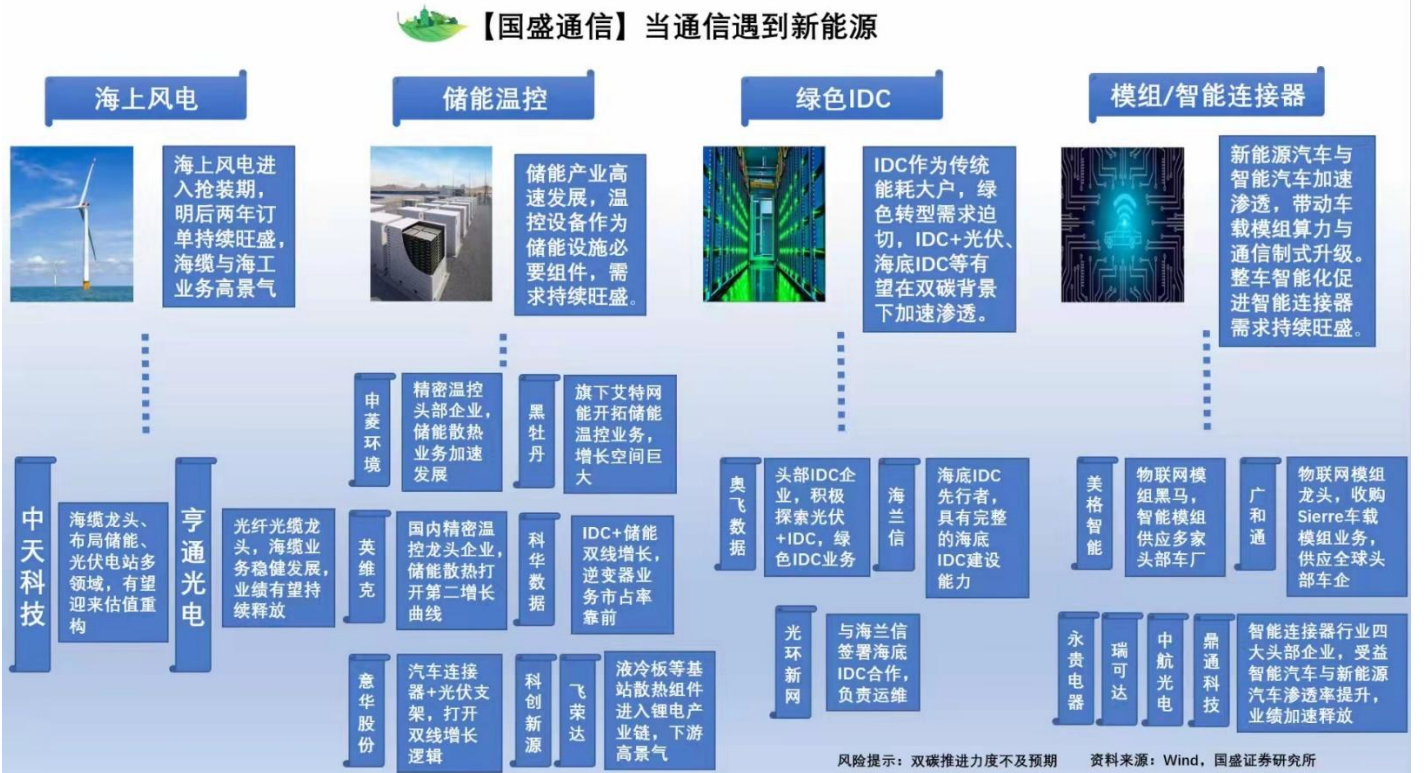 【国盛通信】当通信遇到新能源
海上风电
海上风电进
入抢装期，
明后两年订
单持续旺盛，
海缆与海工
业务高景气
中天科技
海缆龙头、
布局储能、
光伏电站多
领域，有望
迎来估值重
构
亨通光电
光纤光缆龙
头，海缆业
务稳健发展，
业绩有望持
续释放
储能温控
储能产业高
速发展，温
控设备作为
储能设施必
要组件，需
求持续旺盛。
申菱环境
精密温控
头部企业，
储能散热
业务加速
发展
黑牡丹
旗下艾特网
能开拓储能
温控业务，
增长空间巨
大
英维克
国内精密温
控龙头企业，
储能散热打
开第二增长
曲线
科华数据
IDC+储能
双线增长，
逆变器业
务市占率
靠前
意华股份
汽车连接
器+光伏支
架，打开
双线增长
逻辑
科创新源
飞荣达
液冷板等基
站散热组件
进入锂电产
业链，下游
高景气
绿色IDC
IDC作为传统
能耗大户，绿
色转型需求迫
切，IDC+光伏、
海底IDC等有
望在双碳背景
下加速渗透。
奥飞数据
头部IDC企
业，积极
探索光伏
+IDC，绿
色IDC业务
海兰信
海底IDC
先行者，
具有完整
的海底
IDC建设
能力
光环新网
与海兰信
签署海底
IDC合作，
负责运维
模组/智能连接器
新能源汽车与
智能汽车加速
渗透，带动车
载模组算力与
通信制式升级。
整车智能化促
进智能连接器
需求持续旺盛。
美格智能
物联网模
组黑马，
智能模组
供应多家
头部车厂
广和通
物联网模组
龙头，收购
Sierre车载
模组业务，
供应全球头
部车企
永贵电器
瑞可达
中航光电
鼎通科技
智能连接器行业四
大头部企业，受益
智能汽车与新能源
汽车渗透率提升，
业绩加速释放
风险提示：双碳推进力度不及预期
资料来源：Wind，国盛证券研究所